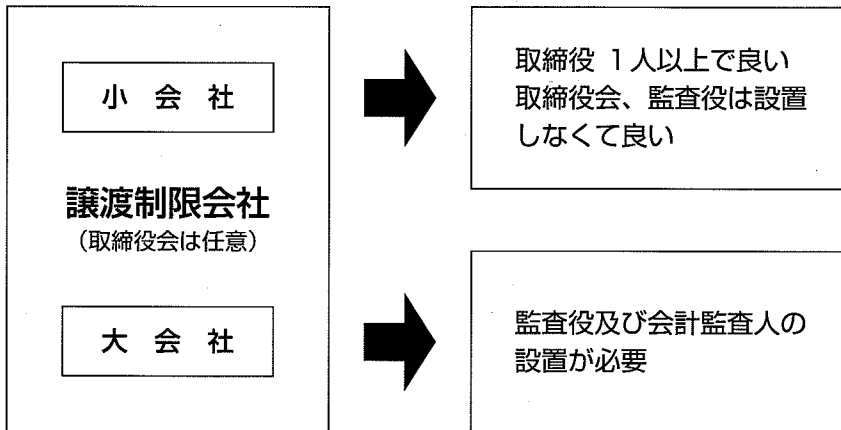 小会社
取締役 1人以上で良い
取締役会、監査役は設置
しなくて良い
譲渡制限会社
（取締役会は任意）
大会社
監査役及び会計監査人の
設置が必要